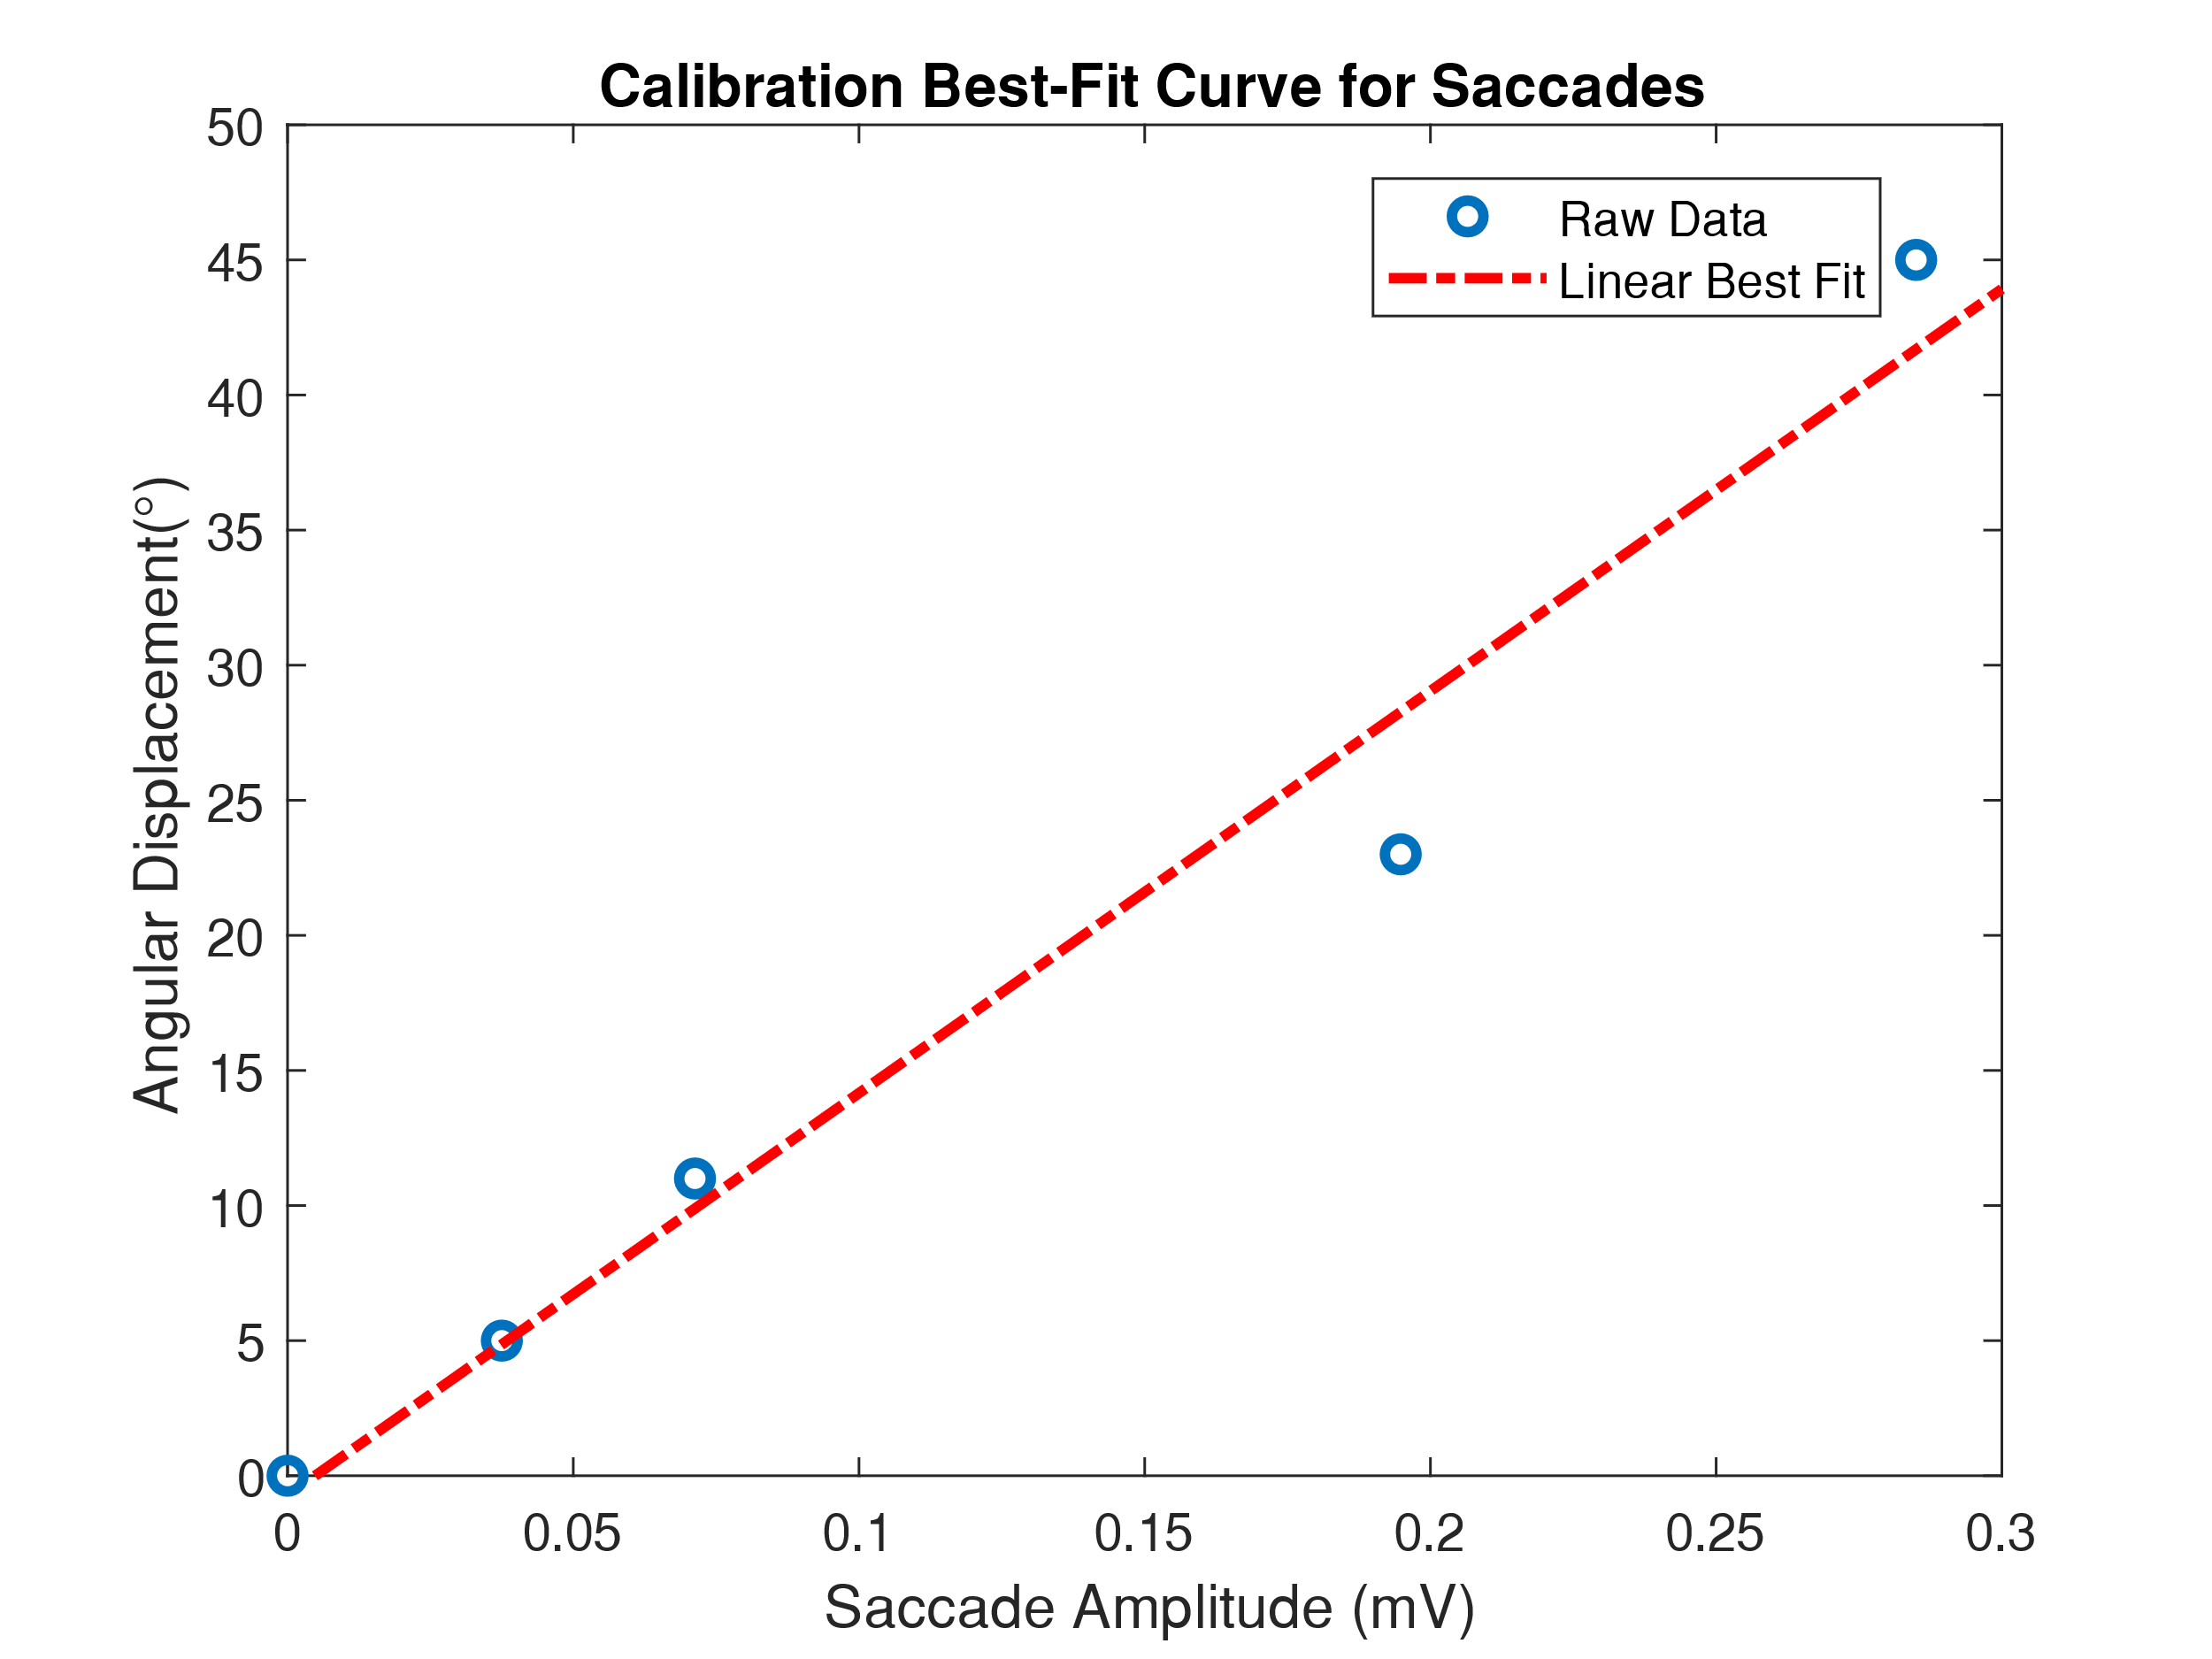 Calibration Best-Fit Curve for Saccades
50
45
40
35
30
25
20
15
10
5
0
Angular Displacement(°)
Raw Data
Linear Best Fit
0 0.05 0.1 0.15 0.2 0.25 0.3
Saccade Amplitude (mV)